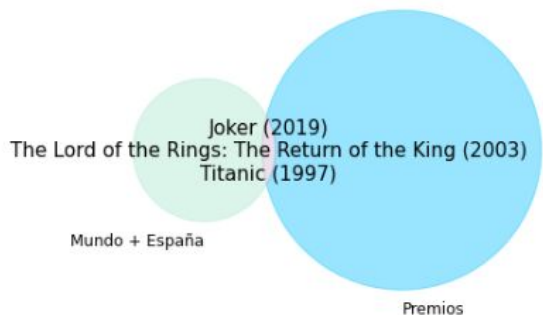 Joker (2019)
The Lord of the Rings: The Return of the King (2003)
Titanic (1997)
Mundo + España
Premios